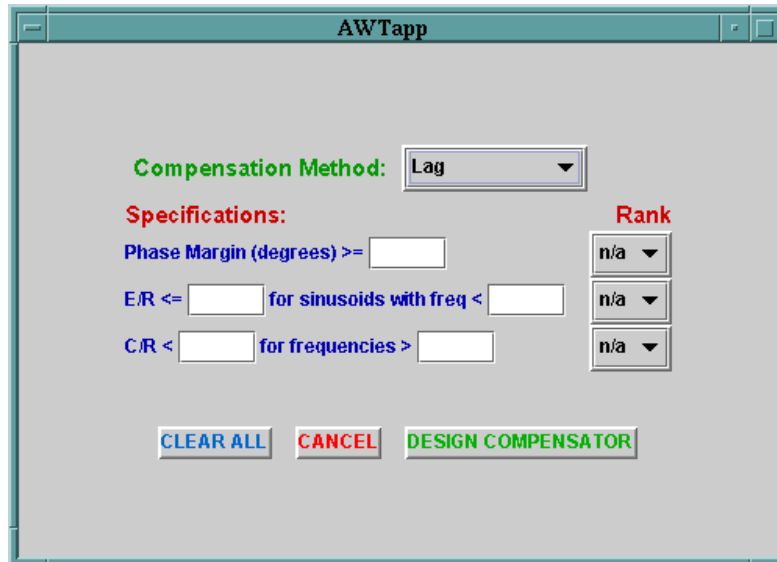 AWTapp
Compensation Method: Lag
Specifications: Rank
Phase Margin (degrees) >= n/a
E/R <= for sinusoids with freq < n/a
C/R < for frequencies > n/a
CLEAR ALL CANCEL DESIGN COMPENSATOR